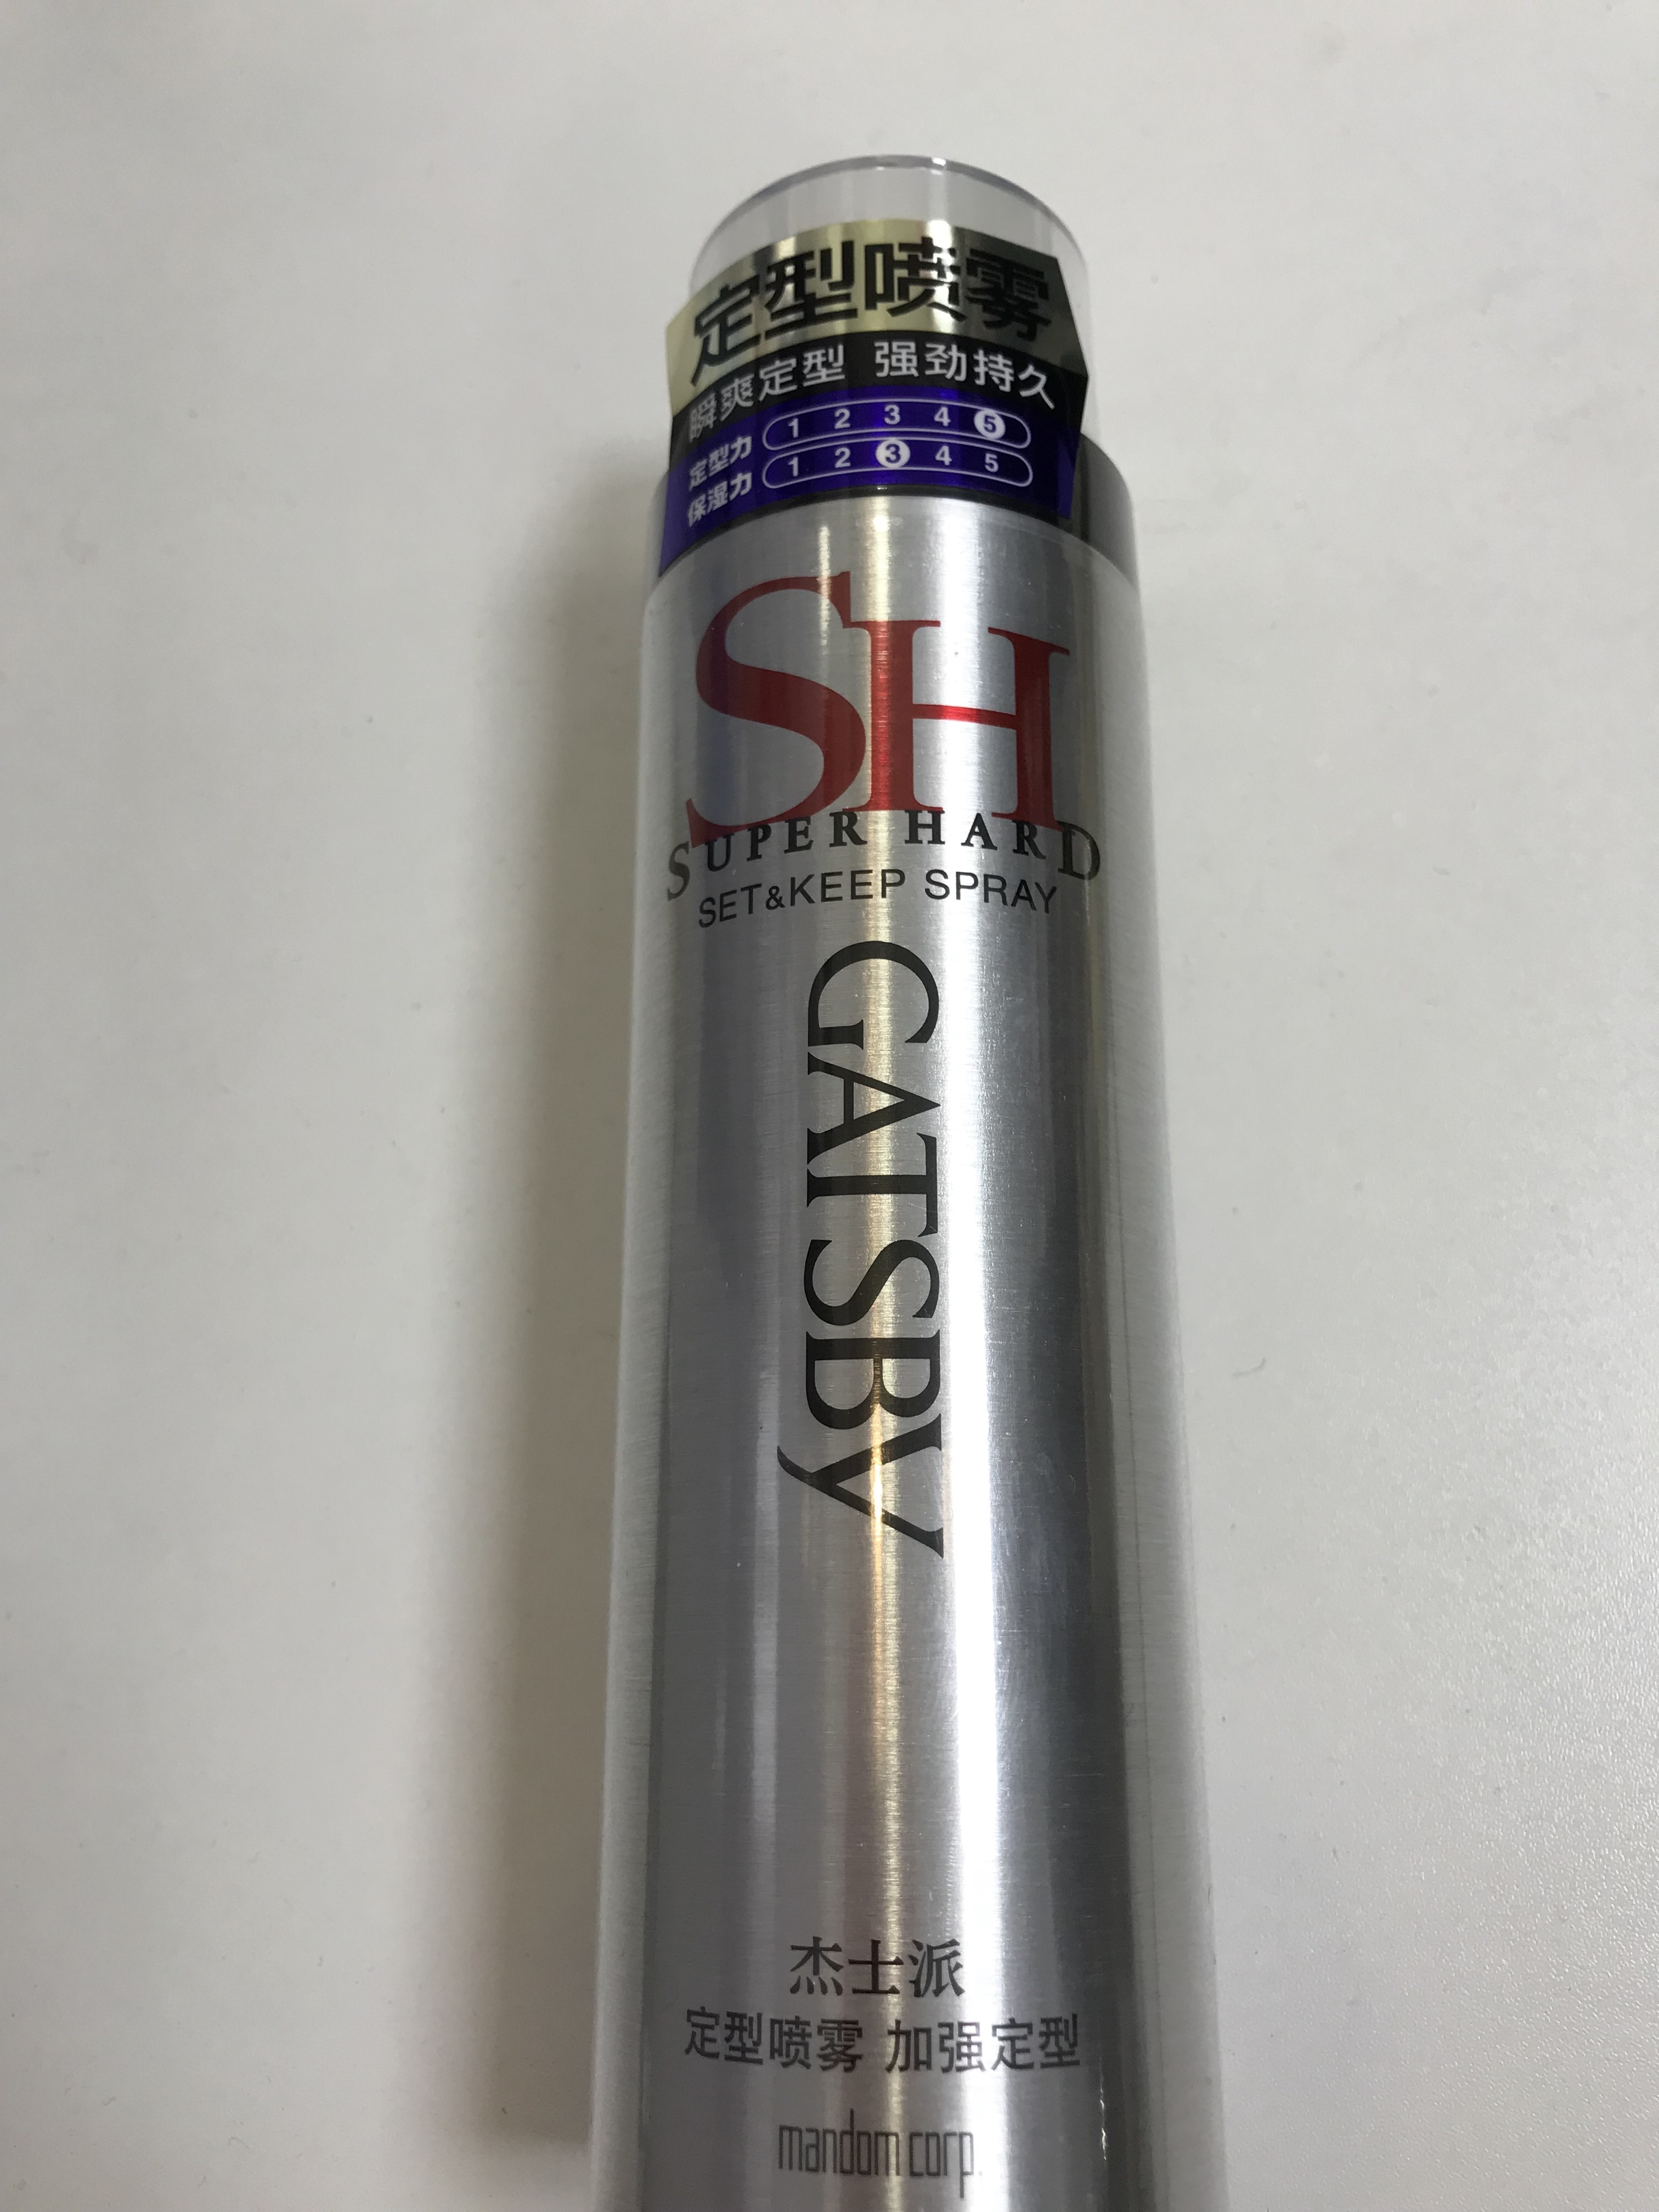 定型喷雾
瞬爽定型 强劲持久
定型力 1 2 3 4 5
保湿力 1 2 3 4 5
SH
SUPER HARD
SET&KEEP SPRAY
GATSBY
杰士派
定型喷雾 加强定型
mandom corp.